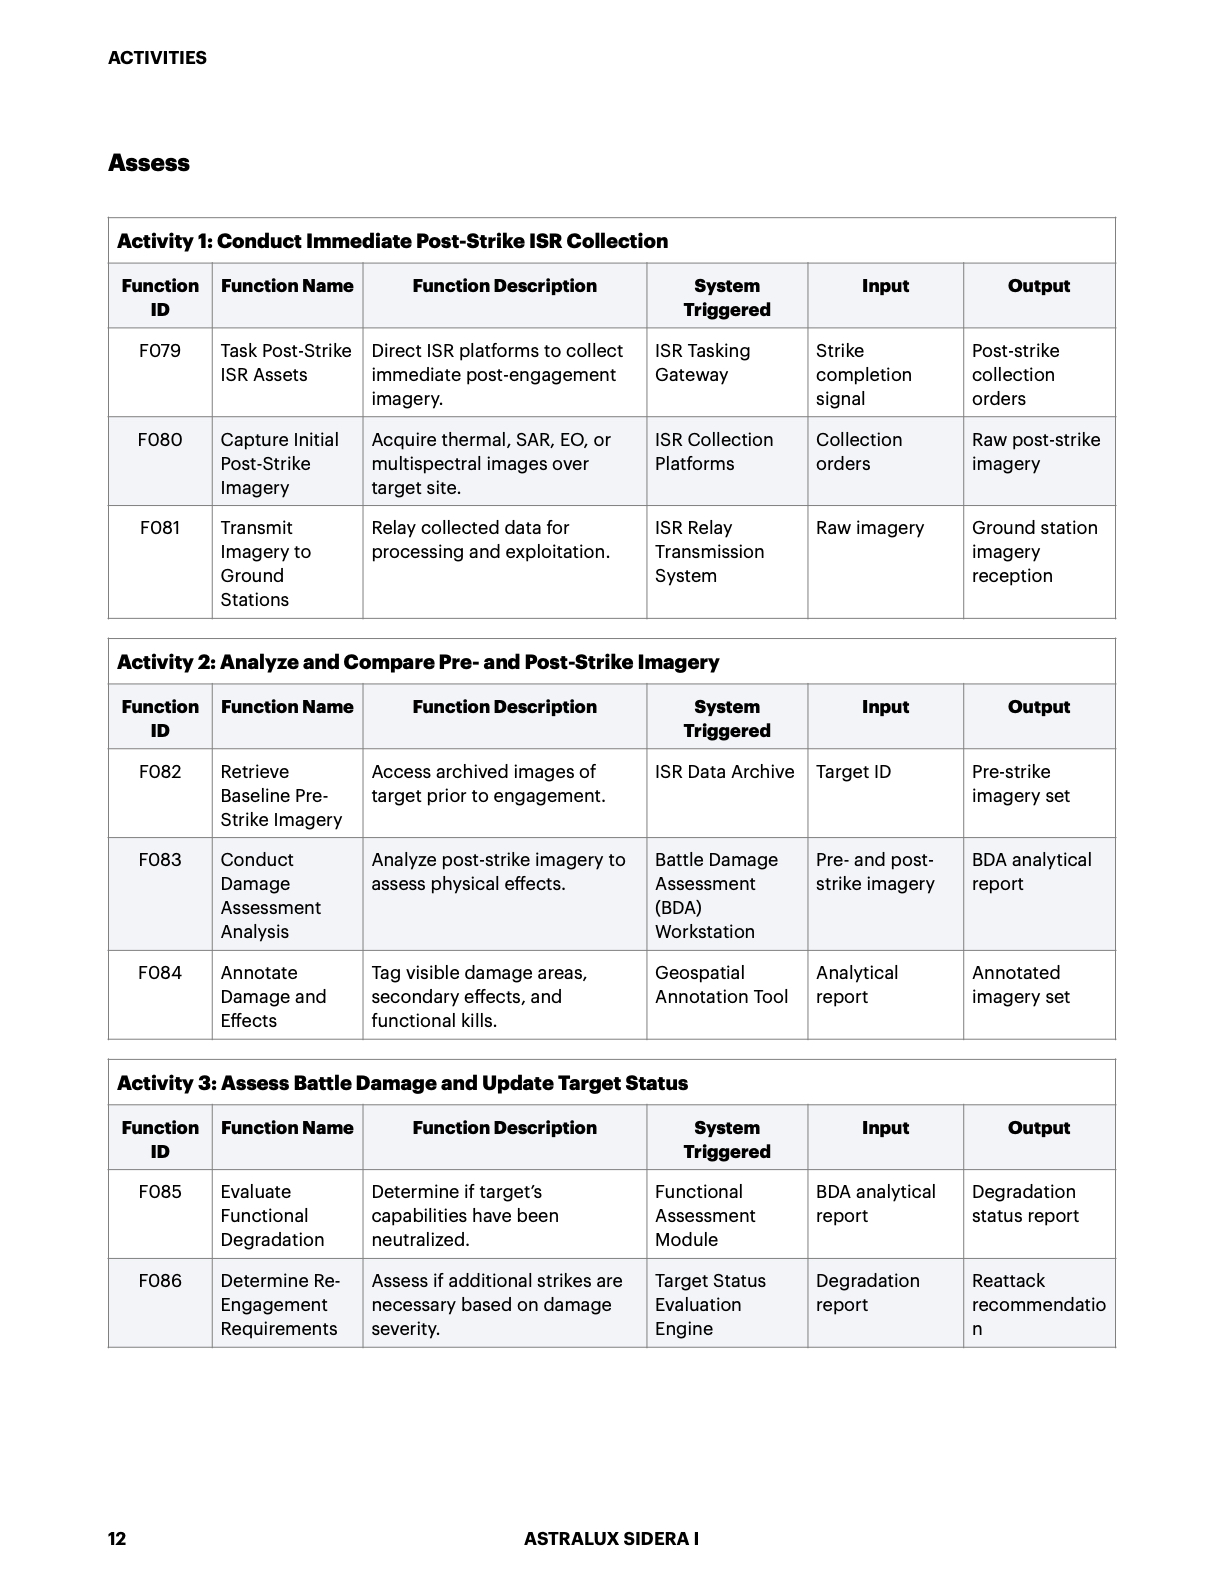 ACTIVITIES
Assess
Activity 1: Conduct Immediate Post-Strike ISR Collection
Function ID | Function Name | Function Description | System Triggered | Input | Output
F079 | Task Post-Strike ISR Assets | Direct ISR platforms to collect immediate post-engagement imagery. | ISR Tasking Gateway | Strike completion signal | Post-strike collection orders
F080 | Capture Initial Post-Strike Imagery | Acquire thermal, SAR, EO, or multispectral images over target site. | ISR Collection Platforms | Collection orders | Raw post-strike imagery
F081 | Transmit Imagery to Ground Stations | Relay collected data for processing and exploitation. | ISR Relay Transmission System | Raw imagery | Ground station imagery reception
Activity 2: Analyze and Compare Pre- and Post-Strike Imagery
Function ID | Function Name | Function Description | System Triggered | Input | Output
F082 | Retrieve Baseline Pre-Strike Imagery | Access archived images of target prior to engagement. | ISR Data Archive | Target ID | Pre-strike imagery set
F083 | Conduct Damage Assessment Analysis | Analyze post-strike imagery to assess physical effects. | Battle Damage Assessment (BDA) Workstation | Pre- and post-strike imagery | BDA analytical report
F084 | Annotate Damage and Effects | Tag visible damage areas, secondary effects, and functional kills. | Geospatial Annotation Tool | Analytical report | Annotated imagery set
Activity 3: Assess Battle Damage and Update Target Status
Function ID | Function Name | Function Description | System Triggered | Input | Output
F085 | Evaluate Functional Degradation | Determine if target’s capabilities have been neutralized. | Functional Assessment Module | BDA analytical report | Degradation status report
F086 | Determine Re-Engagement Requirements | Assess if additional strikes are necessary based on damage severity. | Target Status Evaluation Engine | Degradation report | Reattack recommendation
12
ASTRALUX SIDERA I